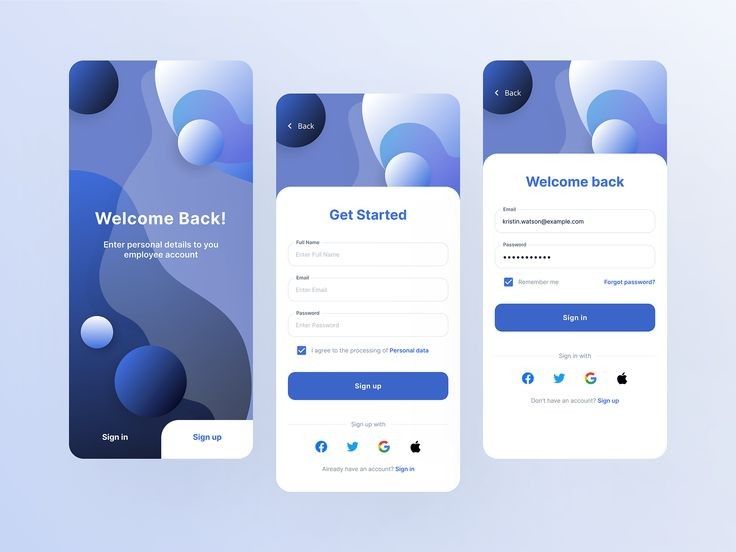 Welcome Back!
Enter personal details to you
employee account
Sign in
Sign up
Back
Get Started
Full Name
Enter Full Name
Email
Enter Email
Password
Enter Password
I agree to the processing of Personal data
Sign up
Sign up with
Already have an account? Sign in
Back
Welcome back
Email
kristin.watson@example.com
Password
•••••••••••
Remember me
Forgot password?
Sign in
Sign in with
Don't have an account? Sign up